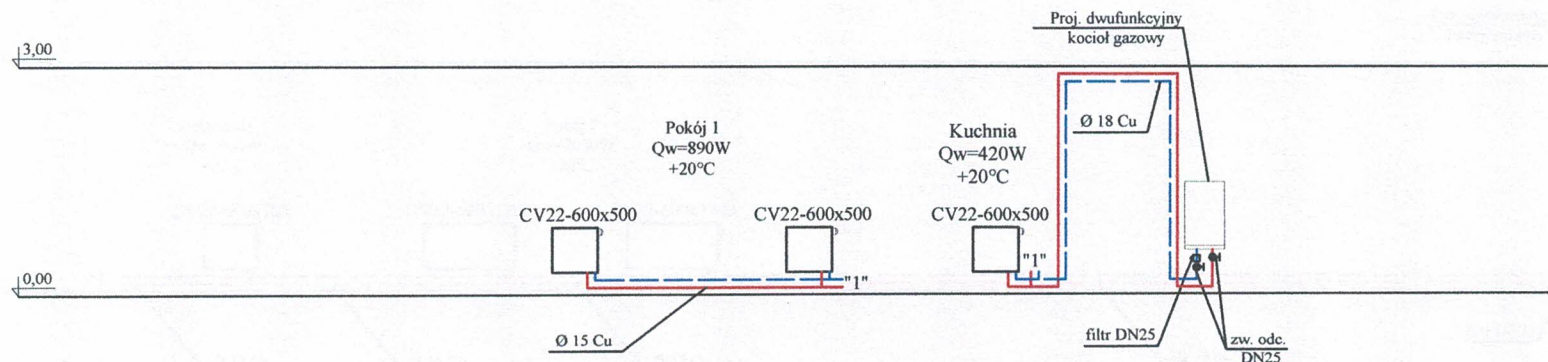 Proj. dwufunkcyjny
kocioł gazowy
3,00
Ø 18 Cu
Pokój 1
Qw=890W
+20°C
Kuchnia
Qw=420W
+20°C
CV22-600x500
CV22-600x500
CV22-600x500
"1"
"1"
0,00
Ø 15 Cu
filtr DN25
zw. odc.
DN25